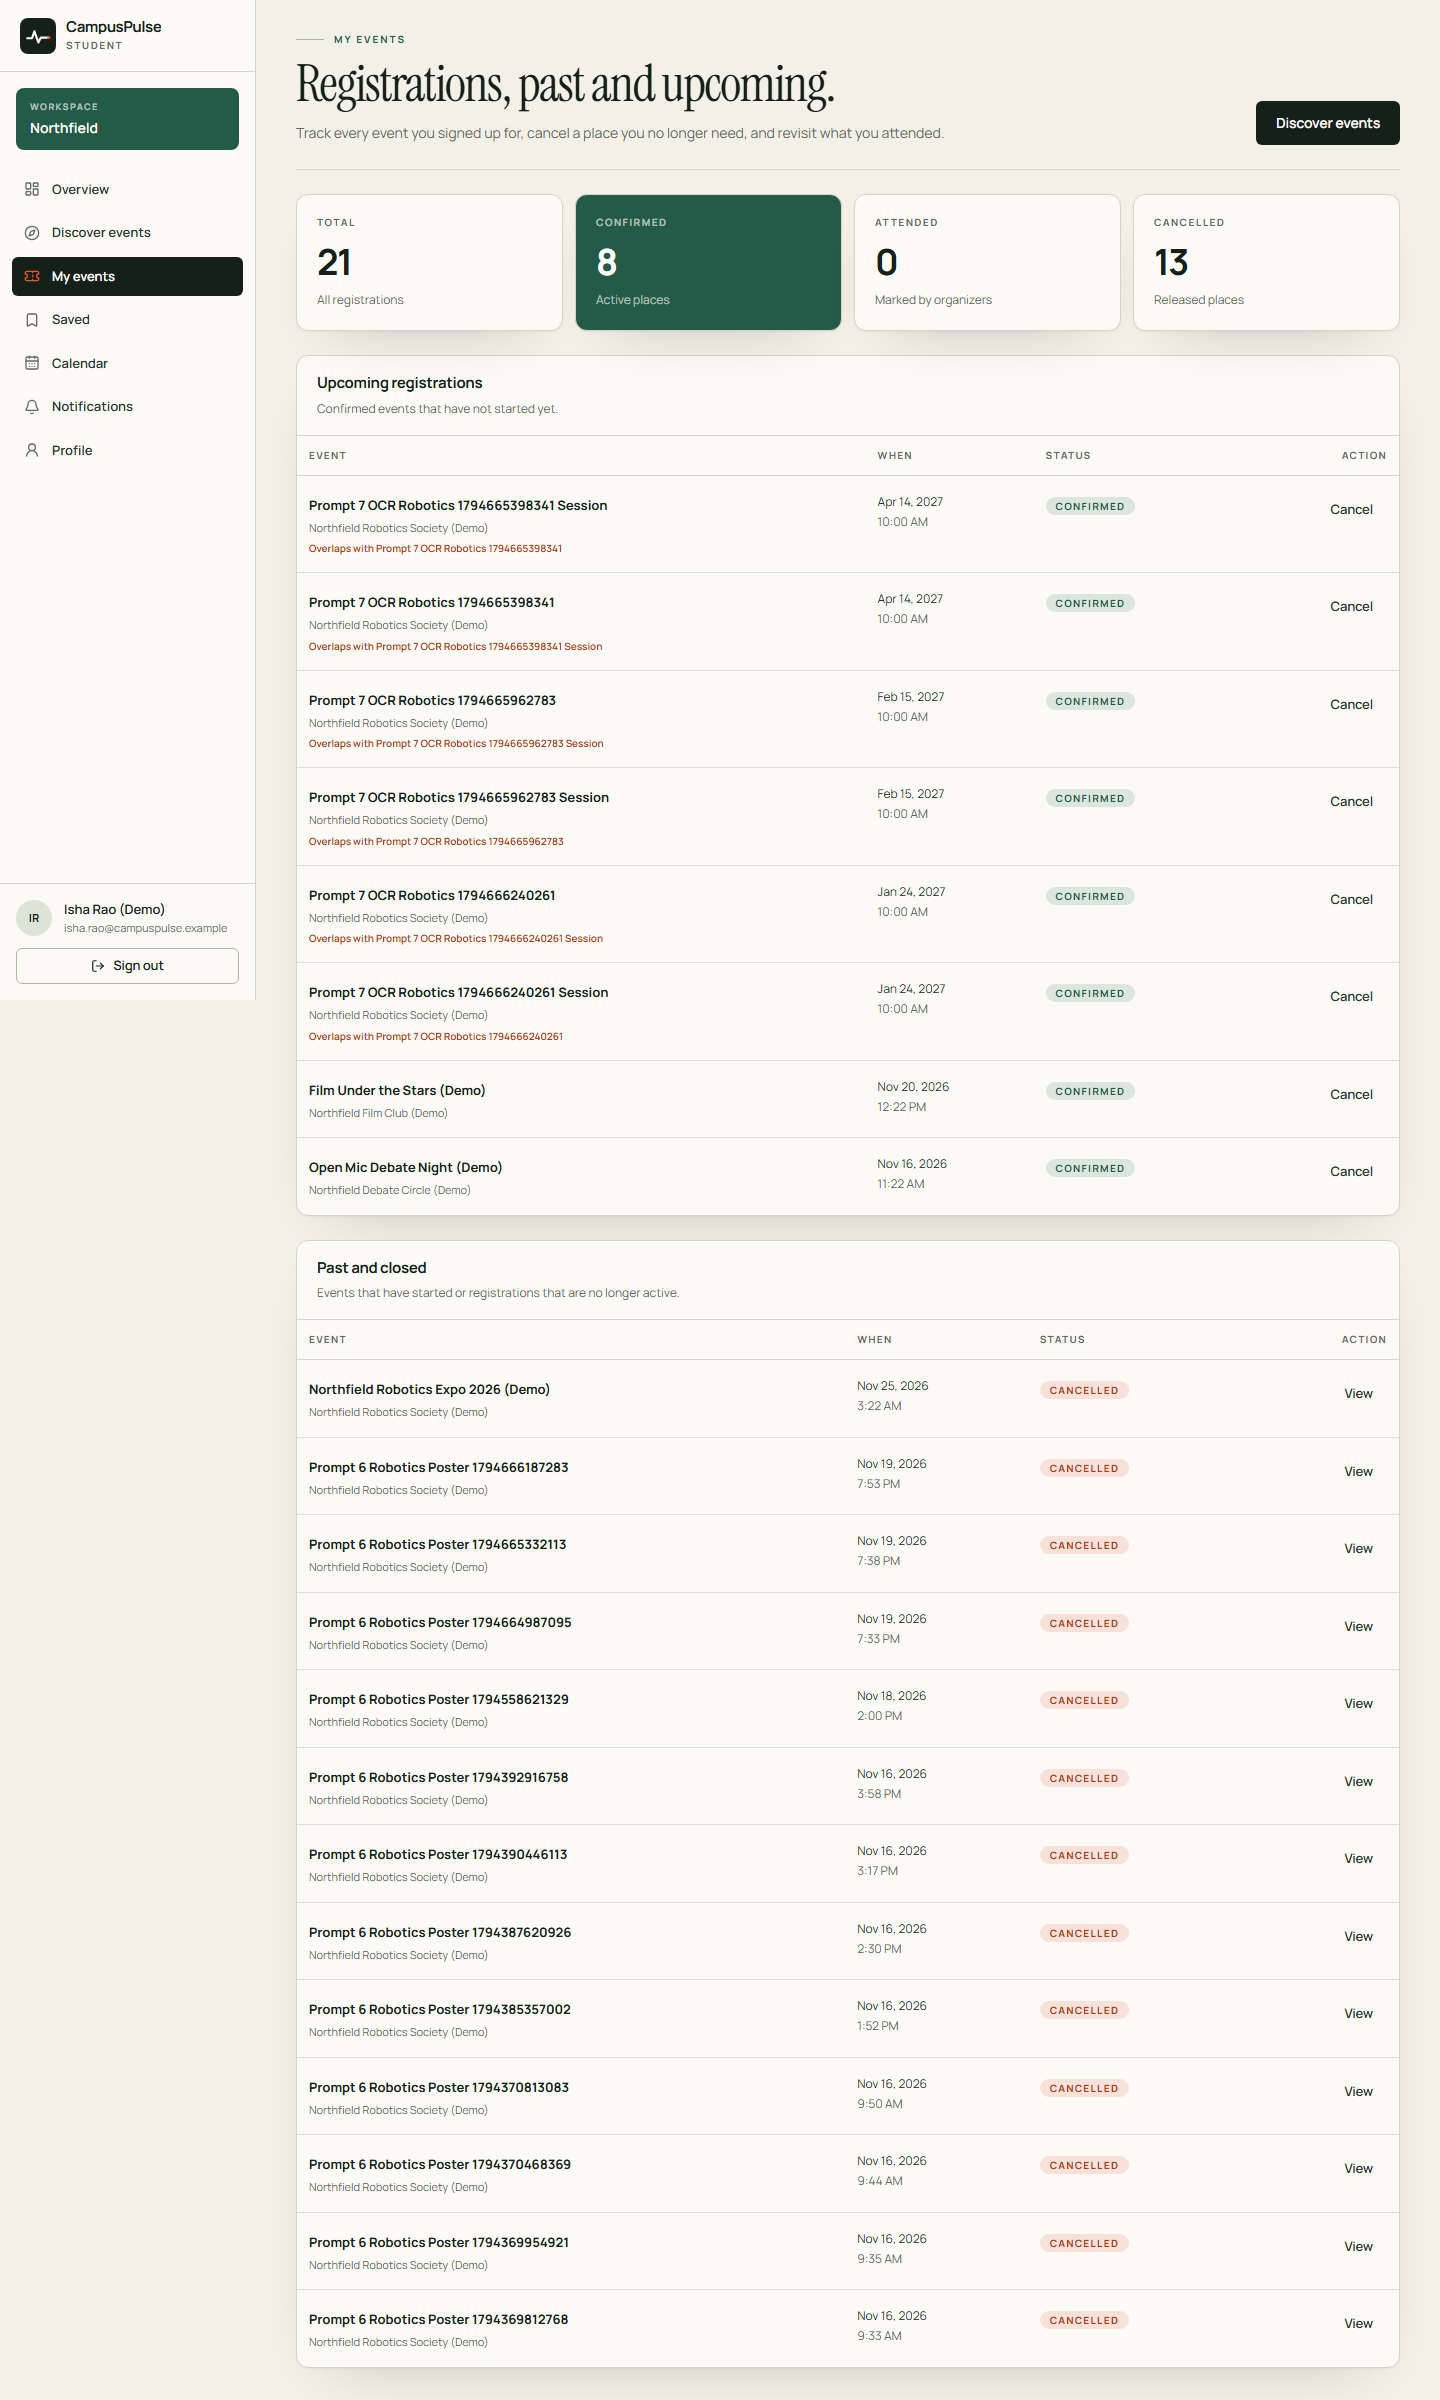 CampusPulse
STUDENT
WORKSPACE
Northfield
Overview
Discover events
My events
Saved
Calendar
Notifications
Profile
IR
Isha Rao (Demo)
isha.rao@campuspulse.example
Sign out
MY EVENTS
Registrations, past and upcoming.
Track every event you signed up for, cancel a place you no longer need, and revisit what you attended.
Discover events
TOTAL
21
All registrations
CONFIRMED
8
Active places
ATTENDED
0
Marked by organizers
CANCELLED
13
Released places
Upcoming registrations
Confirmed events that have not started yet.
EVENT WHEN STATUS ACTION
Prompt 7 OCR Robotics 1794665398341 Session
Northfield Robotics Society (Demo)
Overlaps with Prompt 7 OCR Robotics 1794665398341
Apr 14, 2027
10:00 AM
CONFIRMED
Cancel
Prompt 7 OCR Robotics 1794665398341
Northfield Robotics Society (Demo)
Overlaps with Prompt 7 OCR Robotics 1794665398341 Session
Apr 14, 2027
10:00 AM
CONFIRMED
Cancel
Prompt 7 OCR Robotics 1794665962783
Northfield Robotics Society (Demo)
Overlaps with Prompt 7 OCR Robotics 1794665962783 Session
Feb 15, 2027
10:00 AM
CONFIRMED
Cancel
Prompt 7 OCR Robotics 1794665962783 Session
Northfield Robotics Society (Demo)
Overlaps with Prompt 7 OCR Robotics 1794665962783
Feb 15, 2027
10:00 AM
CONFIRMED
Cancel
Prompt 7 OCR Robotics 1794666240261
Northfield Robotics Society (Demo)
Overlaps with Prompt 7 OCR Robotics 1794666240261 Session
Jan 24, 2027
10:00 AM
CONFIRMED
Cancel
Prompt 7 OCR Robotics 1794666240261 Session
Northfield Robotics Society (Demo)
Overlaps with Prompt 7 OCR Robotics 1794666240261
Jan 24, 2027
10:00 AM
CONFIRMED
Cancel
Film Under the Stars (Demo)
Northfield Film Club (Demo)
Nov 20, 2026
12:22 PM
CONFIRMED
Cancel
Open Mic Debate Night (Demo)
Northfield Debate Circle (Demo)
Nov 16, 2026
11:22 AM
CONFIRMED
Cancel
Past and closed
Events that have started or registrations that are no longer active.
EVENT WHEN STATUS ACTION
Northfield Robotics Expo 2026 (Demo)
Northfield Robotics Society (Demo)
Nov 25, 2026
3:22 AM
CANCELLED
View
Prompt 6 Robotics Poster 1794666187283
Northfield Robotics Society (Demo)
Nov 19, 2026
7:53 PM
CANCELLED
View
Prompt 6 Robotics Poster 1794665332113
Northfield Robotics Society (Demo)
Nov 19, 2026
7:38 PM
CANCELLED
View
Prompt 6 Robotics Poster 1794664987095
Northfield Robotics Society (Demo)
Nov 19, 2026
7:33 PM
CANCELLED
View
Prompt 6 Robotics Poster 1794558621329
Northfield Robotics Society (Demo)
Nov 18, 2026
2:00 PM
CANCELLED
View
Prompt 6 Robotics Poster 1794392916758
Northfield Robotics Society (Demo)
Nov 16, 2026
3:58 PM
CANCELLED
View
Prompt 6 Robotics Poster 1794390446113
Northfield Robotics Society (Demo)
Nov 16, 2026
3:17 PM
CANCELLED
View
Prompt 6 Robotics Poster 1794387620926
Northfield Robotics Society (Demo)
Nov 16, 2026
2:30 PM
CANCELLED
View
Prompt 6 Robotics Poster 1794385357002
Northfield Robotics Society (Demo)
Nov 16, 2026
1:52 PM
CANCELLED
View
Prompt 6 Robotics Poster 1794370813083
Northfield Robotics Society (Demo)
Nov 16, 2026
9:50 AM
CANCELLED
View
Prompt 6 Robotics Poster 1794370468369
Northfield Robotics Society (Demo)
Nov 16, 2026
9:44 AM
CANCELLED
View
Prompt 6 Robotics Poster 1794369954921
Northfield Robotics Society (Demo)
Nov 16, 2026
9:35 AM
CANCELLED
View
Prompt 6 Robotics Poster 1794369812768
Northfield Robotics Society (Demo)
Nov 16, 2026
9:33 AM
CANCELLED
View